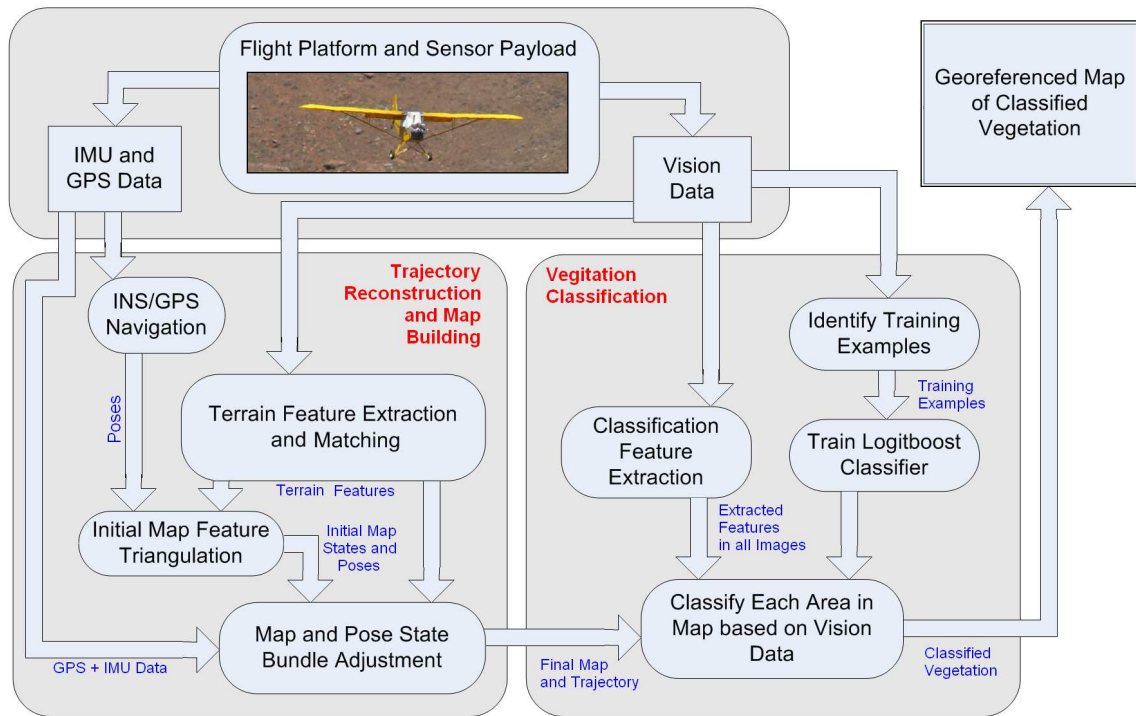 Flight Platform and Sensor Payload
IMU and
GPS Data
Vision
Data
Georeferenced Map
of Classified
Vegetation
Trajectory
Reconstruction
and Map
Building
INS/GPS
Navigation
Poses
Terrain Feature Extraction
and Matching
Terrain Features
Initial Map Feature
Triangulation
Initial Map
States and
Poses
Map and Pose State
Bundle Adjustment
GPS + IMU Data
Vegitation
Classification
Identify Training
Examples
Training
Examples
Classification
Feature
Extraction
Train Logitboost
Classifier
Extracted
Features
in all Images
Classify Each Area in
Map based on Vision
Data
Final Map
and Trajectory
Classified
Vegetation